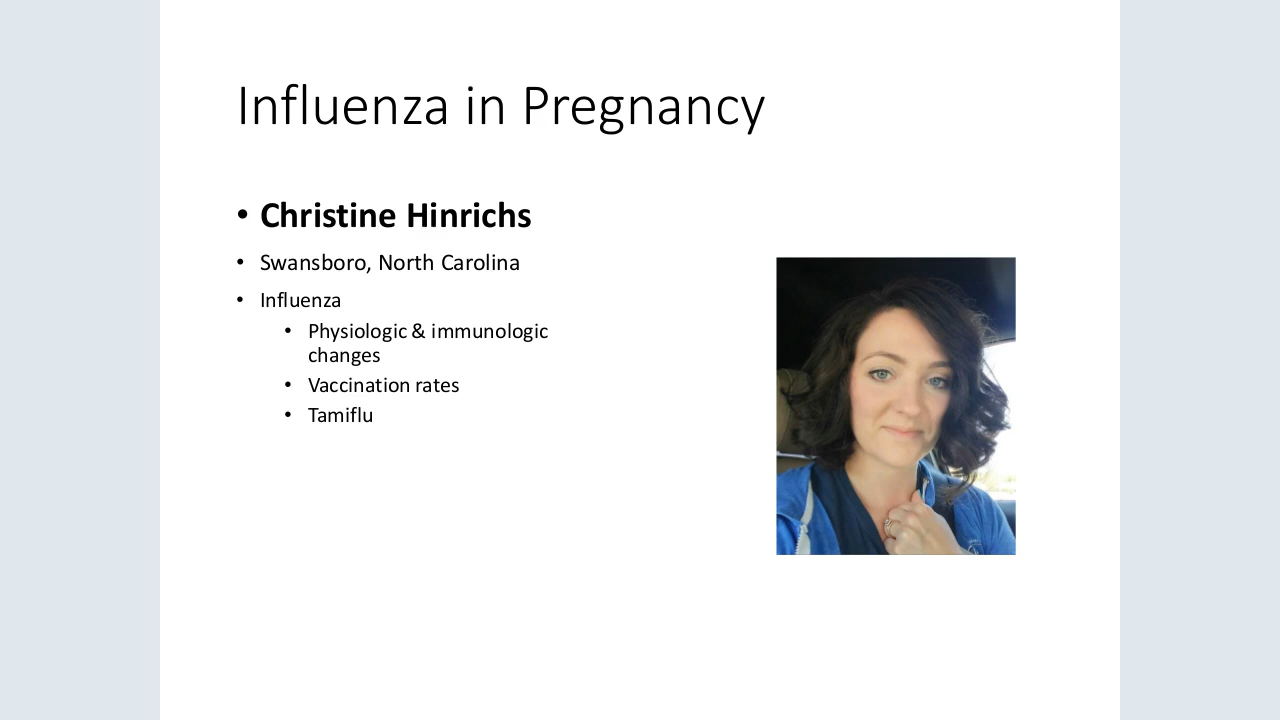 Influenza in Pregnancy
• Christine Hinrichs
• Swansboro, North Carolina
• Influenza
• Physiologic & immunologic
changes
• Vaccination rates
• Tamiflu